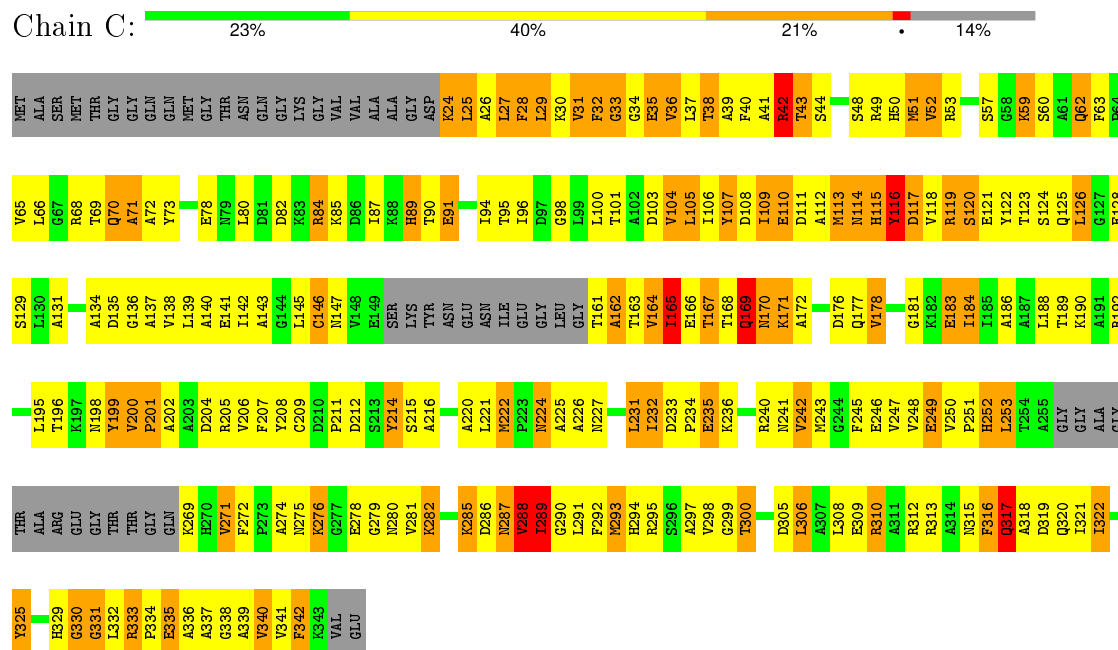 Chain C:
23% 40% 21% • 14%
MET ALA SER MET THR GLY GLY GLN GLN MET GLY THR ASN GLN GLY LYS GLY VAL VAL ALA ALA GLY ASP K24 L25 A26 L27 F28 L29 K30 V31 F32 G33 G34 E35 V36 L37 T38 A39 F40 A41 R42 T43 S44 S48 R49 H50 M51 V52 R53 S57 G58 K59 S60 A61 Q62 F63 P64
V65 L66 G67 R68 T69 Q70 A71 A72 Y73 E78 N79 L80 D81 D82 K83 R84 K85 D86 I87 K88 H89 T90 E91 I94 T95 I96 D97 G98 L99 L100 T101 A102 D103 V104 L105 I106 Y107 D108 I109 E110 D111 A112 M113 N114 H115 Y116 D117 V118 R119 S120 E121 Y122 T123 S124 Q125 L126 G127 E128
S129 L130 A131 A134 D135 G136 A137 V138 L139 A140 E141 I142 A143 G144 L145 C146 N147 V148 E149 SER LYS TYR ASN GLU ASN ILE GLU GLY LEU GLY T161 A162 T163 V164 I165 E166 T167 T168 Q169 N170 K171 A172 D176 Q177 V178 G181 K182 E183 I184 I185 A186 A187 L188 T189 K190 A191 R192
L195 T196 K197 N198 Y199 V200 P201 A202 A203 D204 R205 V206 F207 Y208 C209 D210 P211 D212 S213 Y214 S215 A216 A220 L221 M222 P223 N224 A225 A226 N227 L231 I232 D233 P234 E235 K236 R240 N241 V242 M243 G244 F245 E246 V247 V248 E249 V250 P251 H252 L253 T254 A255 GLY GLY ALA GLY
THR ALA ARG GLU GLY THR THR GLY GLN K269 H270 V271 F272 P273 A274 N275 K276 G277 E278 G279 N280 V281 K282 K285 D286 N287 V288 I289 G290 L291 F292 M293 H294 R295 S296 A297 V298 G299 T300 D305 L306 A307 L308 E309 R310 A311 R312 R313 A314 N315 F316 Q317 A318 D319 Q320 I321 I322
Y325 H329 G330 G331 L332 R333 P334 E335 A336 A337 G338 A339 V340 V341 F342 K343 VAL GLU